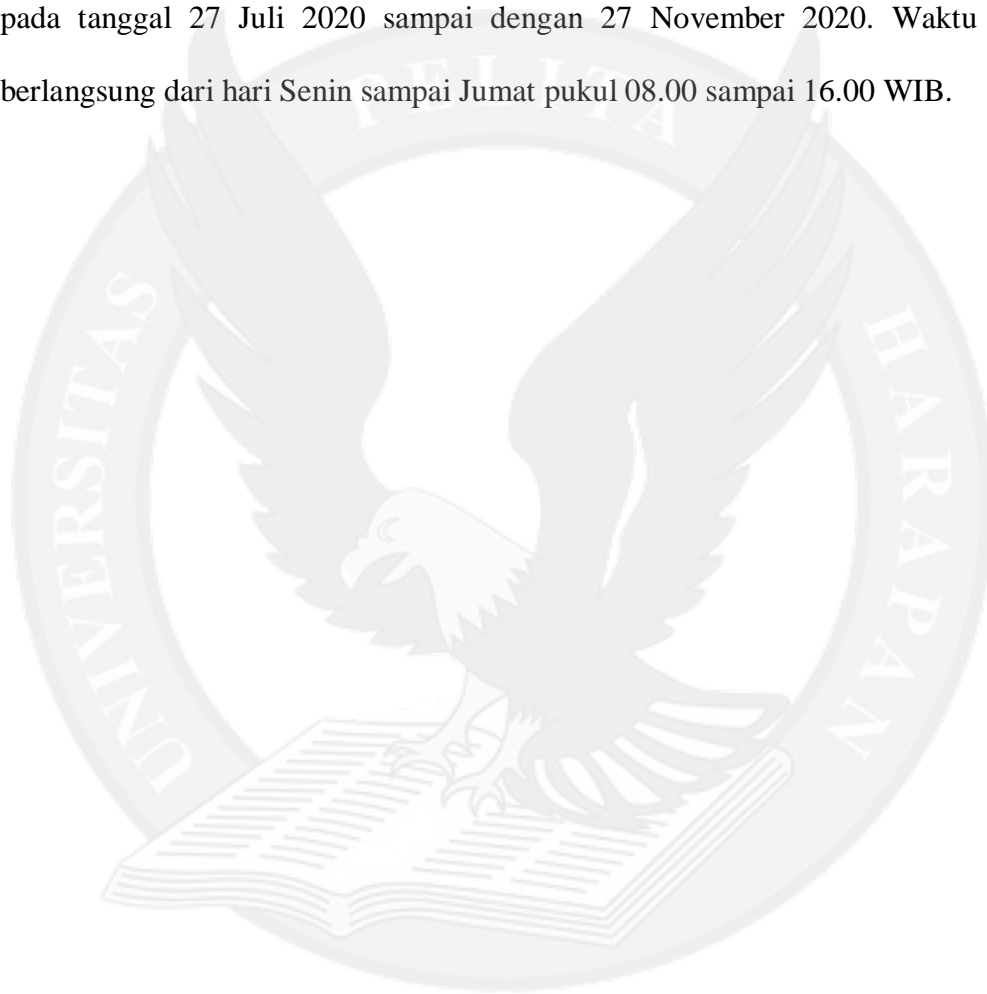 pada tanggal 27 Juli 2020 sampai dengan 27 November 2020. Waktu
berlangsung dari hari Senin sampai Jumat pukul 08.00 sampai 16.00 WIB.
UNIVERSITAS PELITA HARAPAN